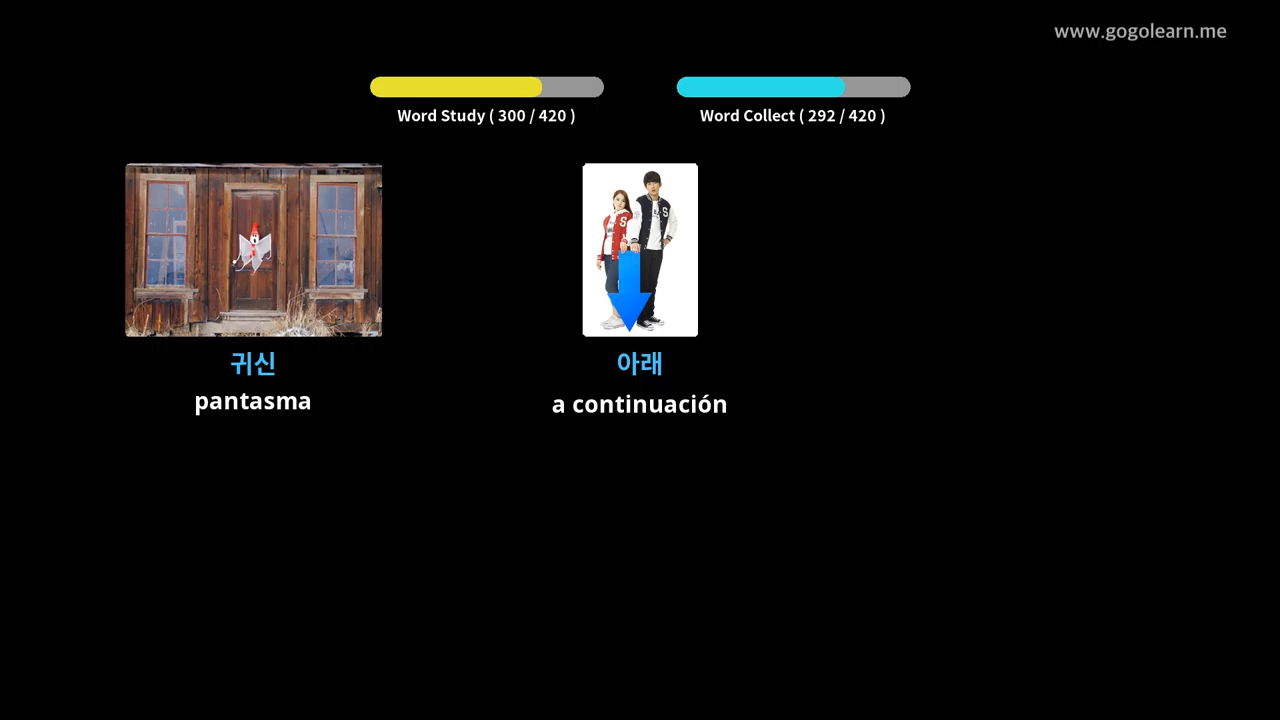 www.gogolearn.me
Word Study ( 300 / 420 )
Word Collect ( 292 / 420 )
귀신
pantasma
아래
a continuación
S
S